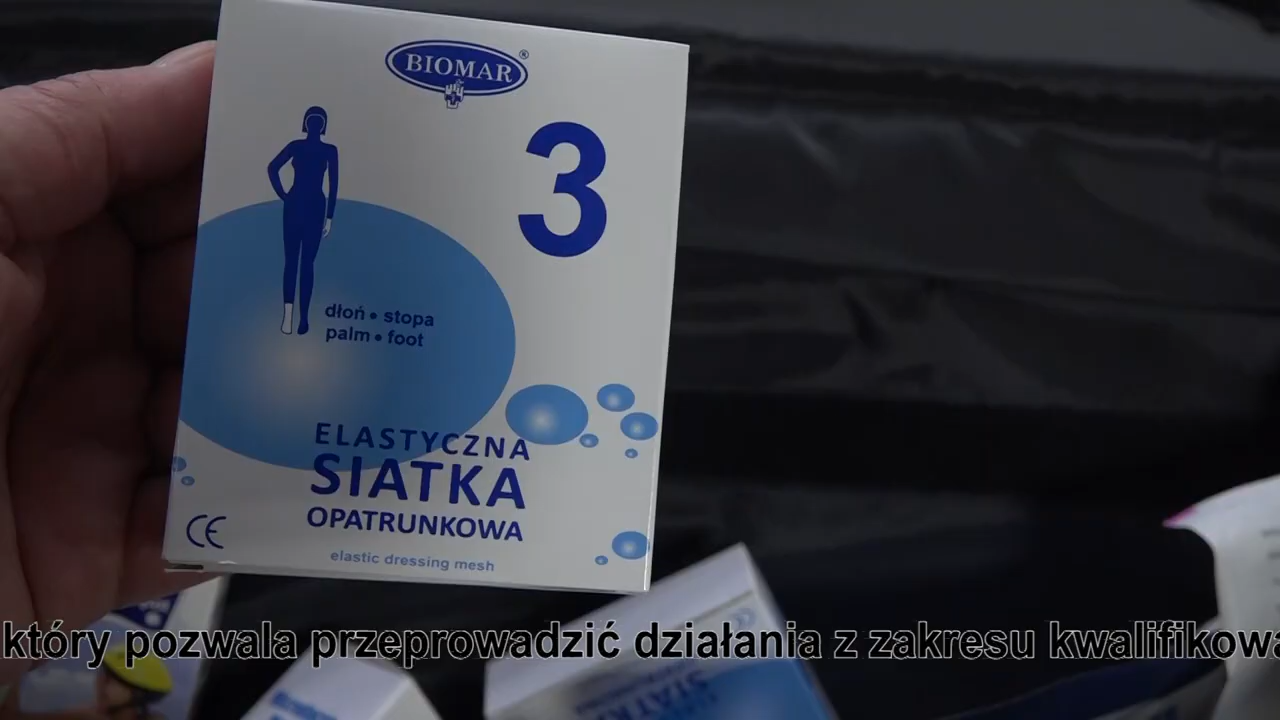 BIOMAR®
3
dłoń • stopa
palm • foot
ELASTYCZNA
SIATKA
OPATRUNKOWA
CE
elastic dressing mesh
który pozwala przeprowadzić działania z zakresu kwalifikowa
SIATKA